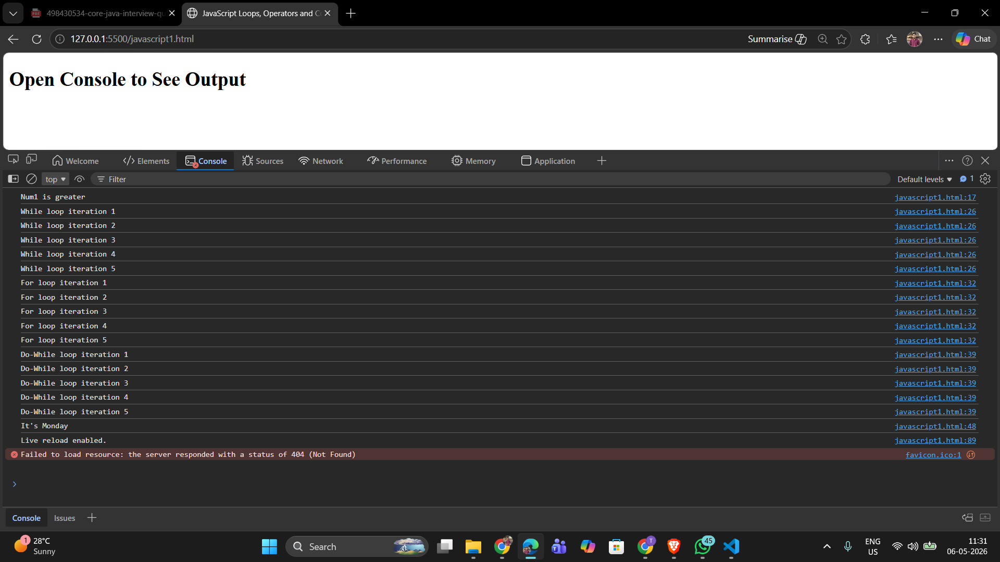 498430534-core-java-interview-qu
JavaScript Loops, Operators and C
127.0.0.1:5500/javascript1.html
Summarise
Chat
Open Console to See Output
Welcome
Elements
Console
Sources
Network
Performance
Memory
Application
top
Filter
Default levels
1
Num1 is greater javascript1.html:17
While loop iteration 1 javascript1.html:26
While loop iteration 2 javascript1.html:26
While loop iteration 3 javascript1.html:26
While loop iteration 4 javascript1.html:26
While loop iteration 5 javascript1.html:26
For loop iteration 1 javascript1.html:32
For loop iteration 2 javascript1.html:32
For loop iteration 3 javascript1.html:32
For loop iteration 4 javascript1.html:32
For loop iteration 5 javascript1.html:32
Do-While loop iteration 1 javascript1.html:39
Do-While loop iteration 2 javascript1.html:39
Do-While loop iteration 3 javascript1.html:39
Do-While loop iteration 4 javascript1.html:39
Do-While loop iteration 5 javascript1.html:39
It's Monday javascript1.html:48
Live reload enabled. javascript1.html:89
Failed to load resource: the server responded with a status of 404 (Not Found) favicon.ico:1
Console
Issues
1
28°C
Sunny
Search
T
45
ENG
US
11:31
06-05-2026